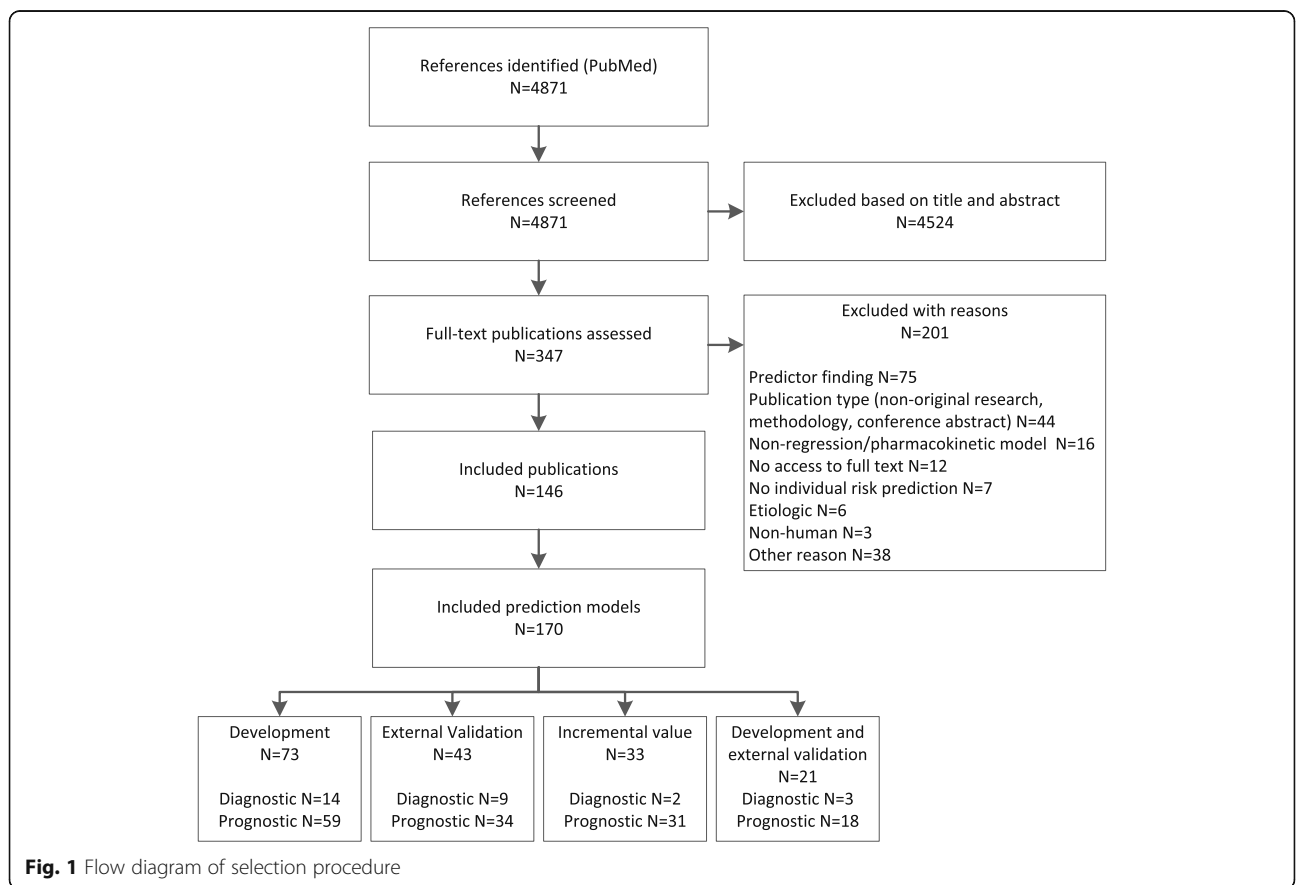 References identified (PubMed)
N=4871
References screened
N=4871
Excluded based on title and abstract
N=4524
Full-text publications assessed
N=347
Excluded with reasons
N=201
Predictor finding N=75
Publication type (non-original research,
methodology, conference abstract) N=44
Non-regression/pharmacokinetic model N=16
No access to full text N=12
No individual risk prediction N=7
Etiologic N=6
Non-human N=3
Other reason N=38
Included publications
N=146
Included prediction models
N=170
Development
N=73
Diagnostic N=14
Prognostic N=59
External Validation
N=43
Diagnostic N=9
Prognostic N=34
Incremental value
N=33
Diagnostic N=2
Prognostic N=31
Development and
external validation
N=21
Diagnostic N=3
Prognostic N=18
Fig. 1 Flow diagram of selection procedure